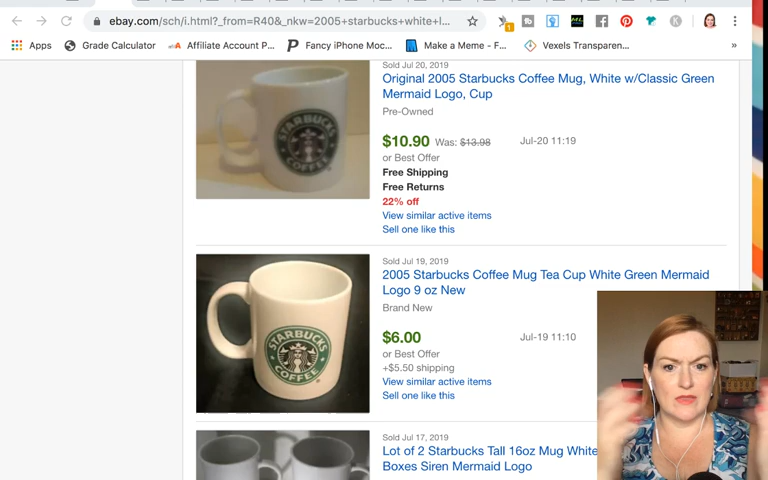 ebay.com/sch/i.html?_from=R40&_nkw=2005+starbucks+white+l...
1
Apps
Grade Calculator
Affiliate Account P...
Fancy iPhone Moc...
Make a Meme - F...
Vexels Transparen...
»
Sold Jul 20, 2019
Original 2005 Starbucks Coffee Mug, White w/Classic Green
Mermaid Logo, Cup
Pre-Owned
$10.90 Was: $13.98 Jul-20 11:19
or Best Offer
Free Shipping
Free Returns
22% off
View similar active items
Sell one like this
STARBUCKS
COFFEE
Sold Jul 19, 2019
2005 Starbucks Coffee Mug Tea Cup White Green Mermaid
Logo 9 oz New
Brand New
$6.00 Jul-19 11:10
or Best Offer
+$5.50 shipping
View similar active items
Sell one like this
STARBUCKS
COFFEE
Sold Jul 17, 2019
Lot of 2 Starbucks Tall 16oz Mug White
Boxes Siren Mermaid Logo